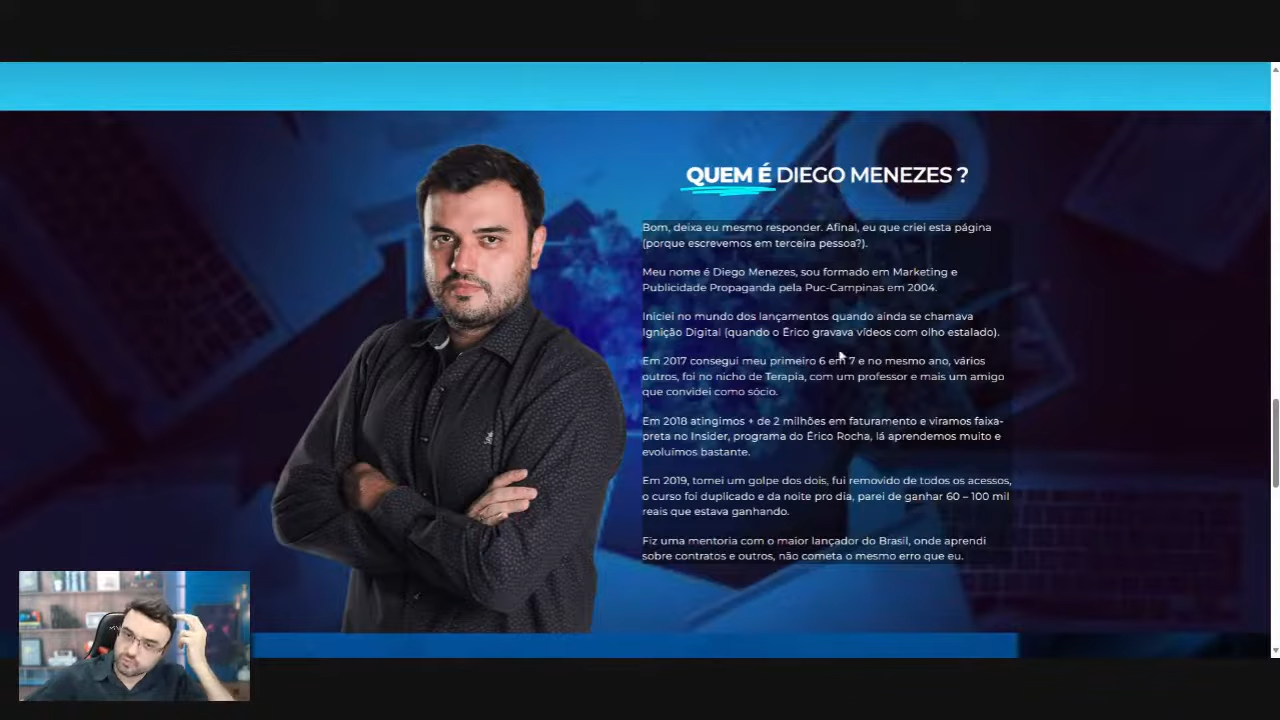 QUEM É DIEGO MENEZES ?
Bom, deixa eu mesmo responder. Afinal, eu que criei esta página
(porque escrevemos em terceira pessoa?).
Meu nome é Diego Menezes, sou formado em Marketing e
Publicidade Propaganda pela Puc-Campinas em 2004.
Iniciei no mundo dos lançamentos quando ainda se chamava
Ignição Digital (quando o Érico gravava vídeos com olho estalado).
Em 2017 consegui meu primeiro 6 em 7 e no mesmo ano, vários
outros, foi no nicho de Terapia, com um professor e mais um amigo
que convidei como sócio.
Em 2018 atingimos + de 2 milhões em faturamento e viramos faixa-
preta no Insider, programa do Érico Rocha, lá aprendemos muito e
evoluímos bastante.
Em 2019, tomei um golpe dos dois, fui removido de todos os acessos,
o curso foi duplicado e da noite pro dia, parei de ganhar 60 – 100 mil
reais que estava ganhando.
Fiz uma mentoria com o maior lançador do Brasil, onde aprendi
sobre contratos e outros, não cometa o mesmo erro que eu.